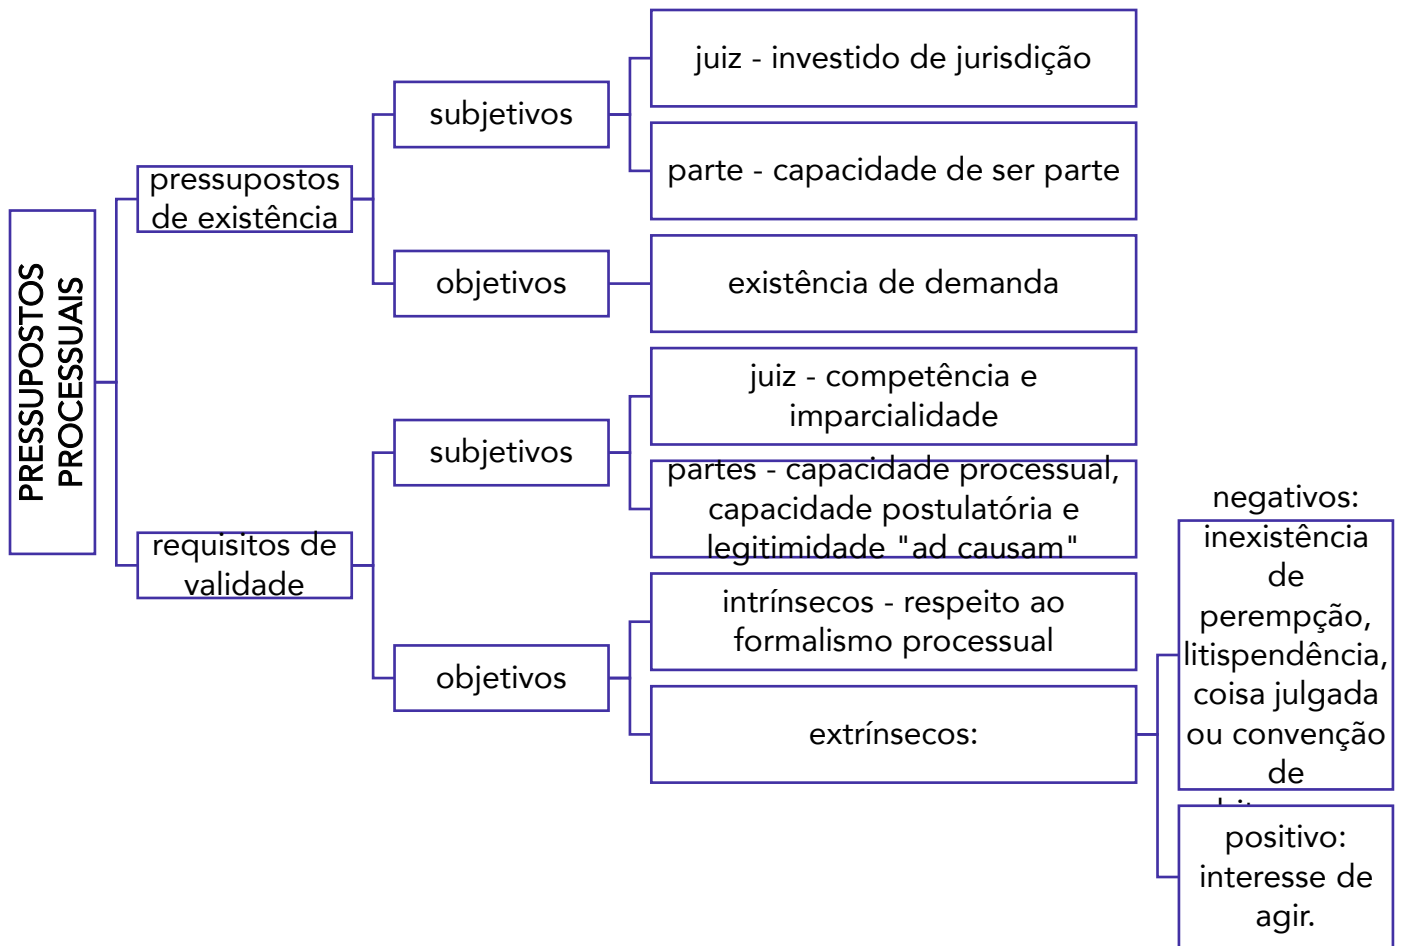 PRESSUPOSTOS
PROCESSUAIS
pressupostos
de existência
subjetivos
juiz - investido de jurisdição
parte - capacidade de ser parte
objetivos
existência de demanda
requisitos de
validade
subjetivos
juiz - competência e
imparcialidade
partes - capacidade processual,
capacidade postulatória e
legitimidade "ad causam"
objetivos
intrínsecos - respeito ao
formalismo processual
extrínsecos:
negativos:
inexistência
de
perempção,
litispendência,
coisa julgada
ou convenção
de
positivo:
interesse de
agir.